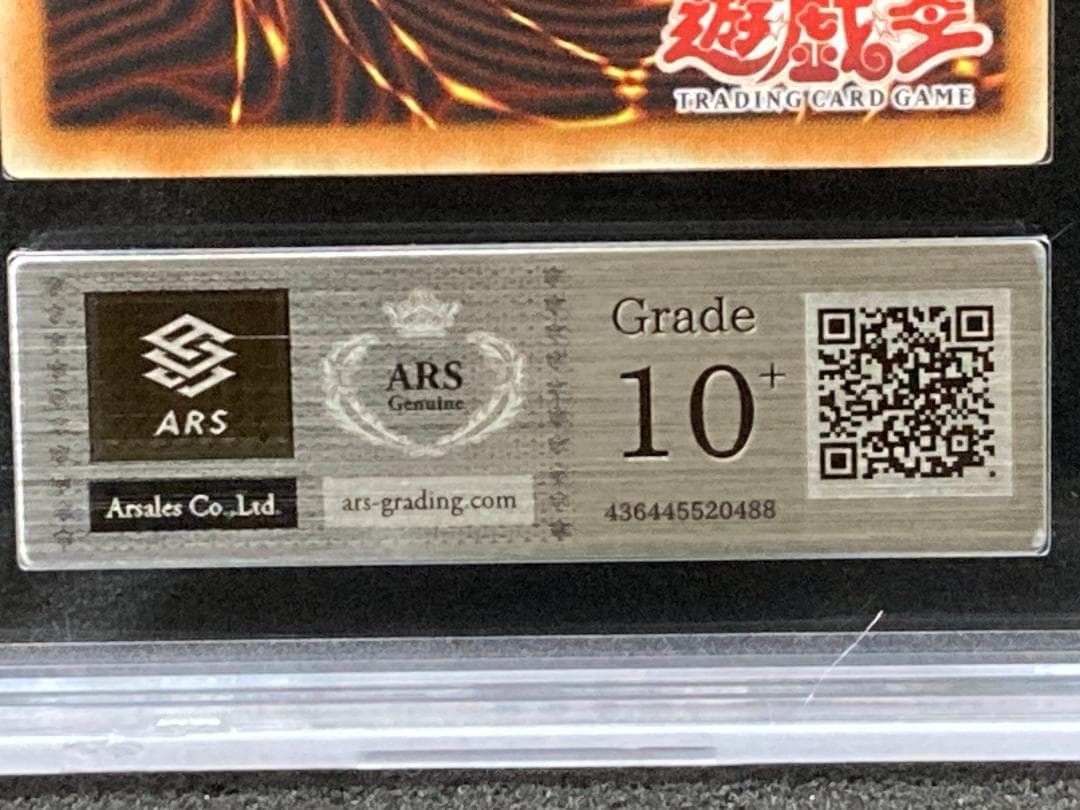 遊戯王
TRADING CARD GAME
ARS
Arsales Co.,Ltd.
ARS
Genuine
ars-grading.com
Grade
10+
436445520488